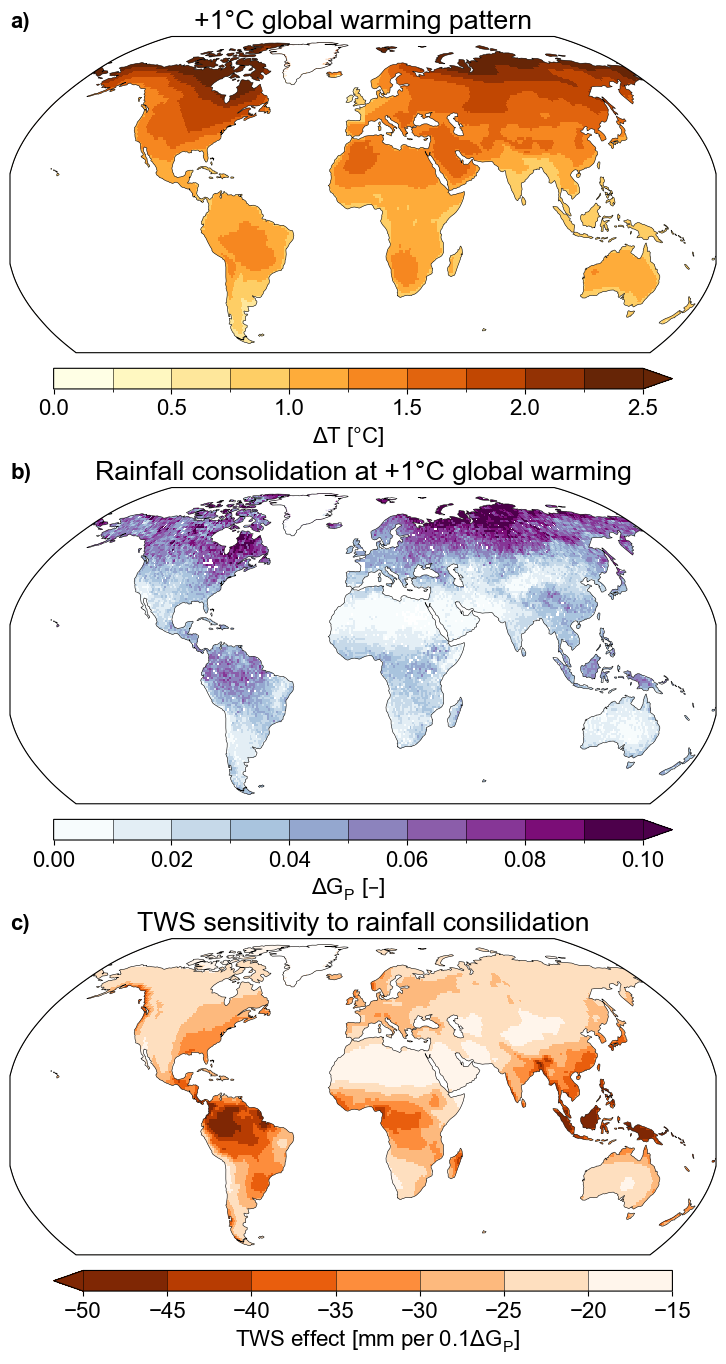 a) +1°C global warming pattern
0.0 0.5 1.0 1.5 2.0 2.5
ΔT [°C]
b) Rainfall consolidation at +1°C global warming
0.00 0.02 0.04 0.06 0.08 0.10
ΔG_P [–]
c) TWS sensitivity to rainfall consilidation
−50 −45 −40 −35 −30 −25 −20 −15
TWS effect [mm per 0.1ΔG_P]